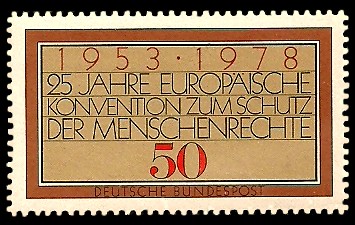 1953·1978
25 JAHRE EUROPÄISCHE
KONVENTION ZUM SCHUTZ
DER MENSCHENRECHTE
50
DEUTSCHE BUNDESPOST